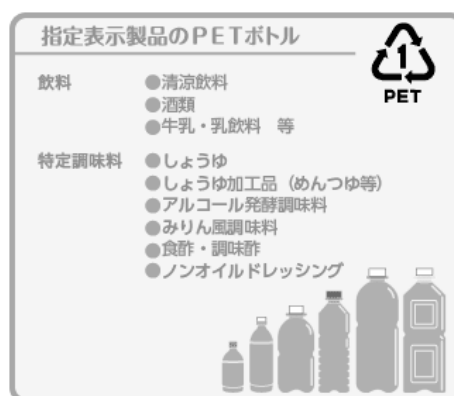 指定表示製品のPETボトル
1
PET
飲料 ●清涼飲料
●酒類
●牛乳・乳飲料 等
特定調味料 ●しょうゆ
●しょうゆ加工品（めんつゆ等）
●アルコール発酵調味料
●みりん風調味料
●食酢・調味酢
●ノンオイルドレッシング